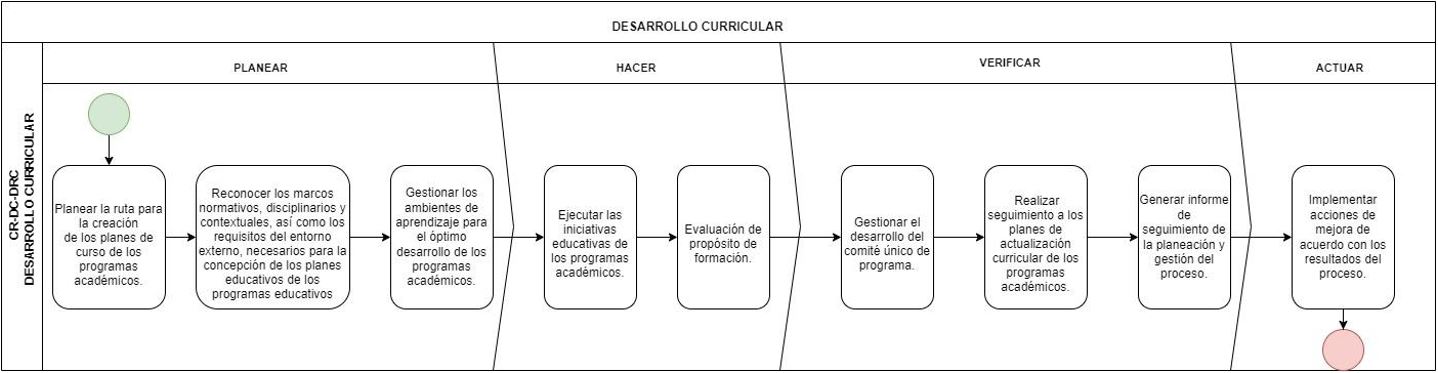 DESARROLLO CURRICULAR
PLANEAR
HACER
VERIFICAR
ACTUAR
CR-DC-DRC
DESARROLLO CURRICULAR
Planear la ruta para
la creación
de los planes de
curso de los
programas
académicos.
Reconocer los marcos
normativos, disciplinarios y
contextuales, así como los
requisitos del entorno
externo, necesarios para la
concepción de los planes
educativos de los
programas educativos
Gestionar los
ambientes de
aprendizaje para
el óptimo
desarrollo de los
programas
académicos.
Ejecutar las
iniciativas
educativas de
los programas
académicos.
Evaluación de
propósito de
formación.
Gestionar el
desarrollo del
comité único de
programa.
Realizar
seguimiento a los
planes de
actualización
curricular de los
programas
académicos.
Generar informe
de
seguimiento de
la planeación y
gestión del
proceso.
Implementar
acciones de
mejora de
acuerdo con los
resultados del
proceso.